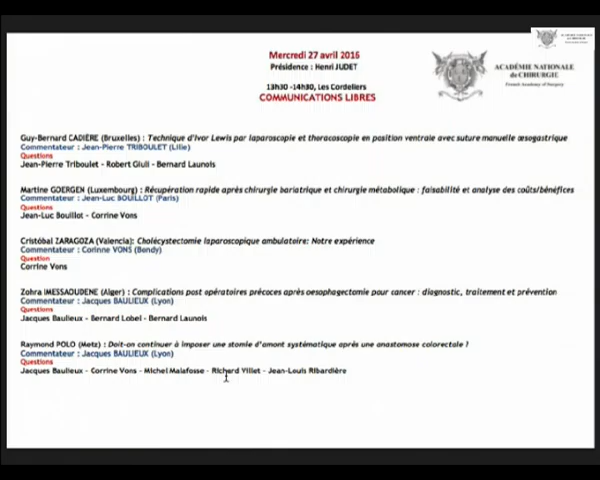 Mercredi 27 avril 2016
Présidence : Henri JUDET
ACADÉMIE NATIONALE
de CHIRURGIE
French Academy of Surgery
13h30 -14h30, Les Cordeliers
COMMUNICATIONS LIBRES
Guy-Bernard CADIÈRE (Bruxelles) : Technique d'Ivor Lewis par laparoscopie et thoracoscopie en position ventrale avec suture manuelle œsogastrique
Commentateur : Jean-Pierre TRIBOULET (Lille)
Questions
Jean-Pierre Triboulet - Robert Giuli - Bernard Launois
Martine GOERGEN (Luxembourg) : Récupération rapide après chirurgie bariatrique et chirurgie métabolique : faisabilité et analyse des coûts/bénéfices
Commentateur : Jean-Luc BOUILLOT (Paris)
Questions
Jean-Luc Bouillot - Corrine Vons
Cristóbal ZARAGOZA (Valencia): Cholécystectomie laparoscopique ambulatoire: Notre expérience
Commentateur : Corinne VONS (Bondy)
Question
Corrine Vons
Zohra IMESSAOUDENE (Alger) : Complications post opératoires précoces après oesophagectomie pour cancer : diagnostic, traitement et prévention
Commentateur : Jacques BAULIEUX (Lyon)
Questions
Jacques Baulieux - Bernard Lobel - Bernard Launois
Raymond POLO (Metz) : Doit-on continuer à imposer une stomie d'amont systématique après une anastomose colorectale ?
Commentateur : Jacques BAULIEUX (Lyon)
Questions
Jacques Baulieux - Corrine Vons - Michel Malafosse - Richard Villet - Jean-Louis Ribardière